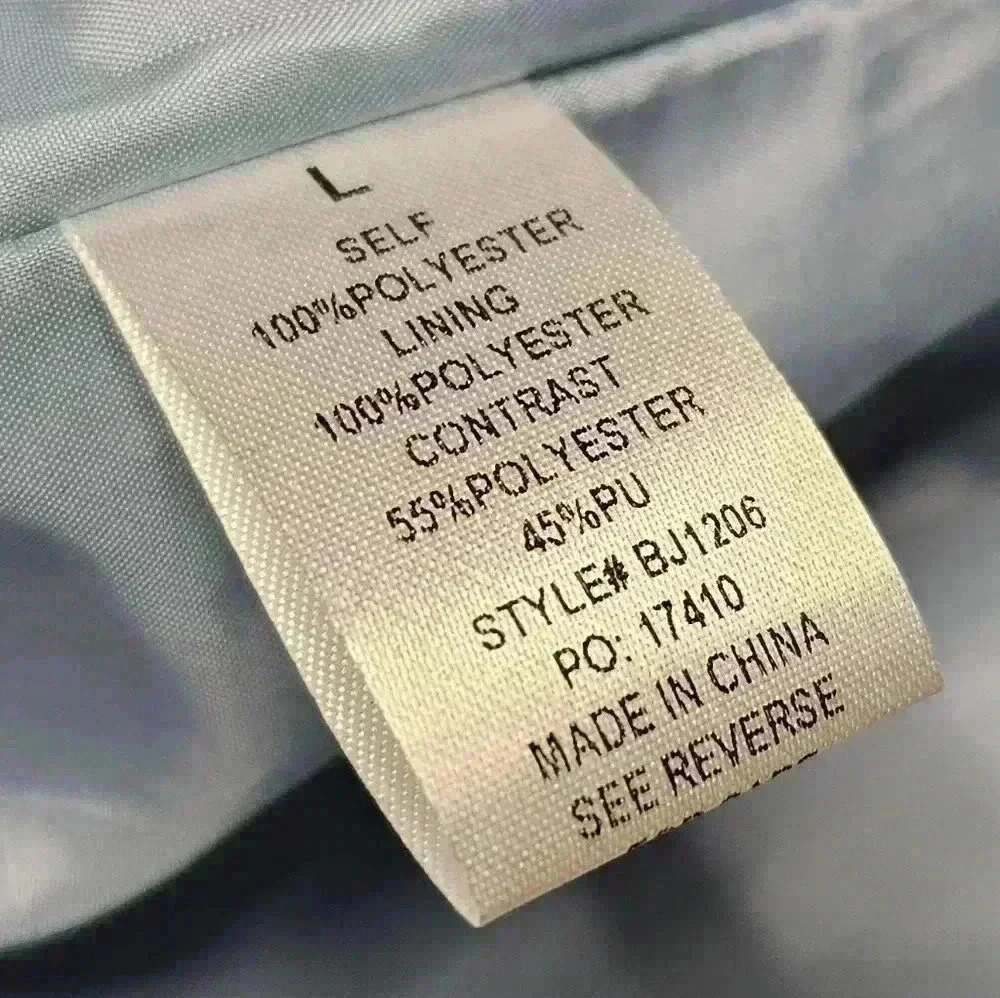 L
SELF
100%POLYESTER
LINING
100%POLYESTER
CONTRAST
55%POLYESTER
45%PU
STYLE# BJ1206
PO: 17410
MADE IN CHINA
SEE REVERSE